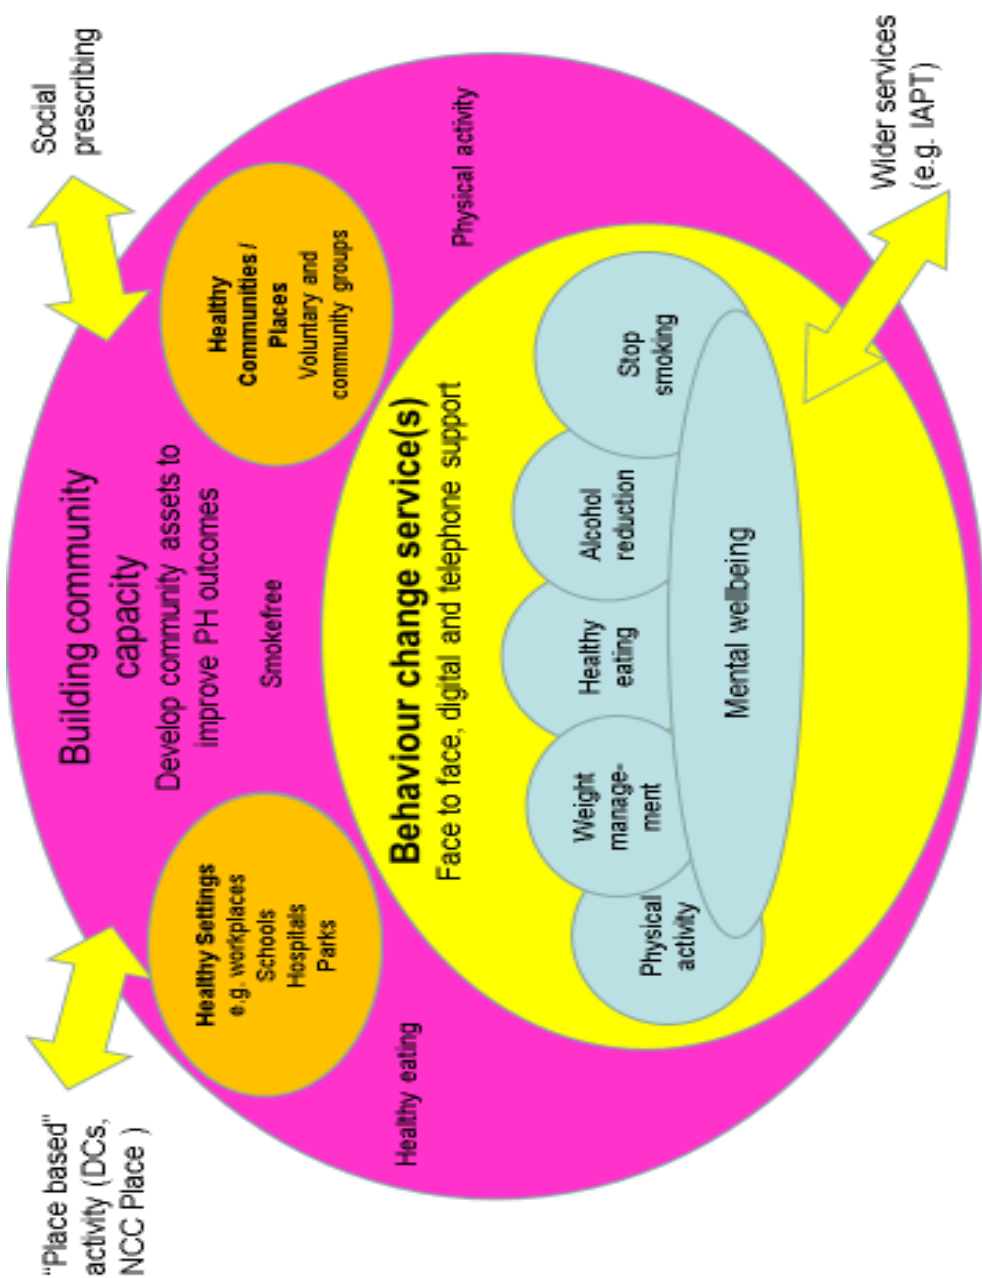 "Place based"
activity (DCs,
NCC Place )
Social
prescribing
Building community
capacity
Develop community assets to
improve PH outcomes
Smokefree
Healthy Settings
e.g. workplaces
Schools
Hospitals
Parks
Healthy
Communities /
Places
Voluntary and
community groups
Healthy eating
Physical activity
Behaviour change service(s)
Face to face, digital and telephone support
Physical
activity
Weight
manage-
ment
Healthy
eating
Alcohol
reduction
Stop
smoking
Mental wellbeing
Wider services
(e.g. IAPT)